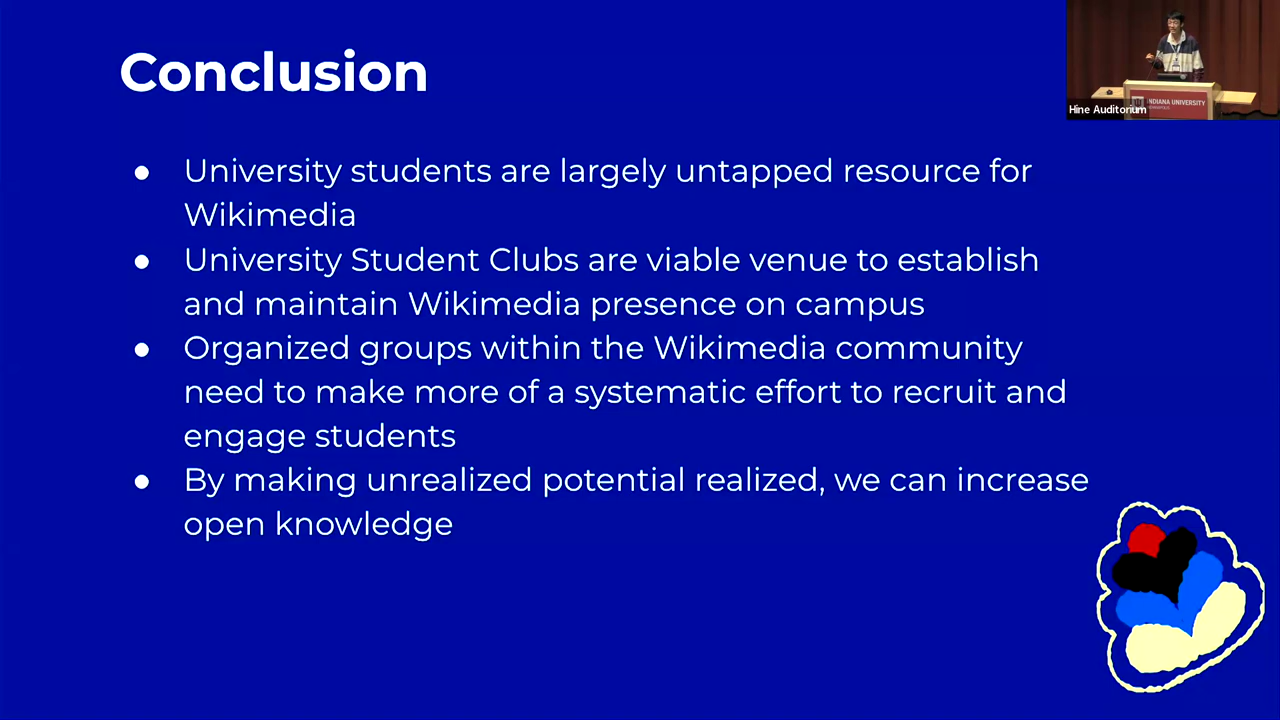 Conclusion
● University students are largely untapped resource for
Wikimedia
● University Student Clubs are viable venue to establish
and maintain Wikimedia presence on campus
● Organized groups within the Wikimedia community
need to make more of a systematic effort to recruit and
engage students
● By making unrealized potential realized, we can increase
open knowledge
INDIANA UNIVERSITY
Hine Auditorium